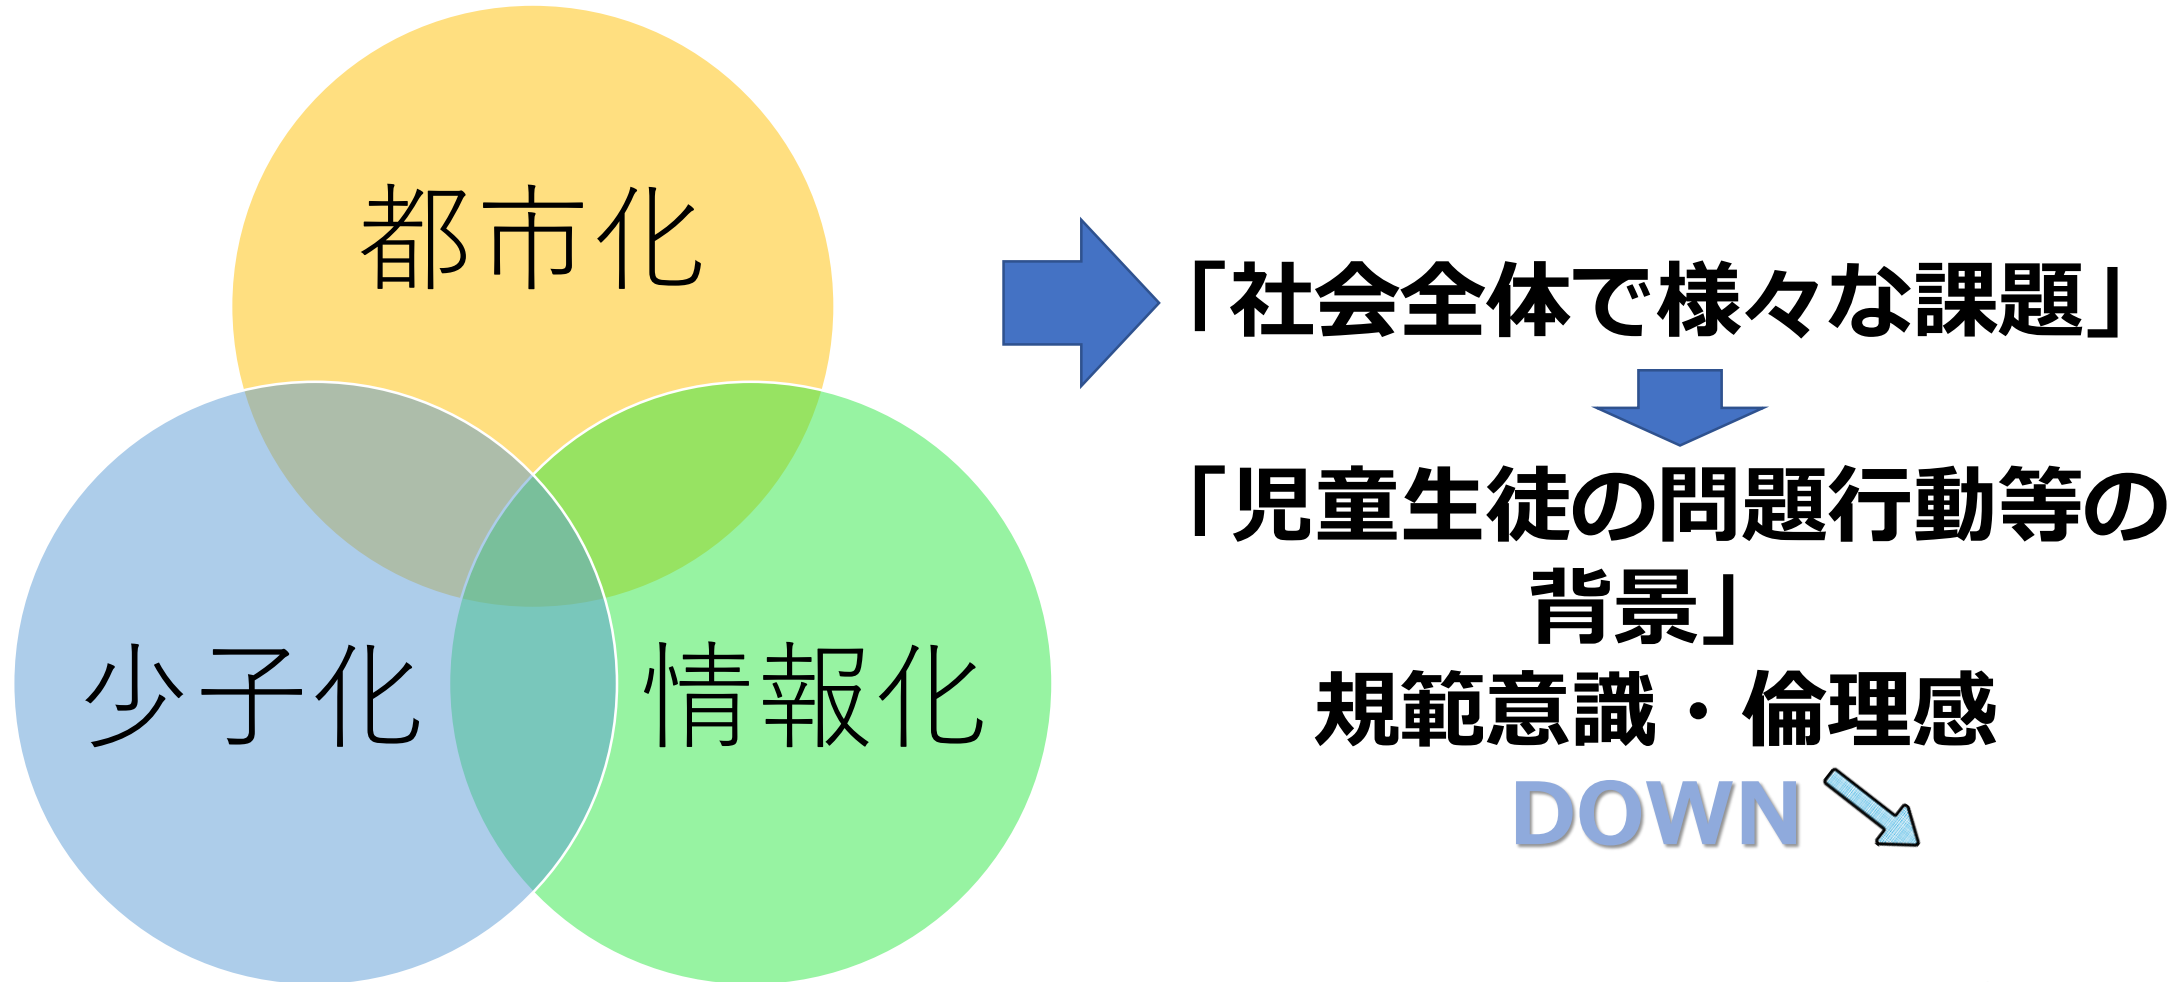 都市化
少子化
情報化
「社会全体で様々な課題」
「児童生徒の問題行動等の
背景」
規範意識・倫理感
DOWN